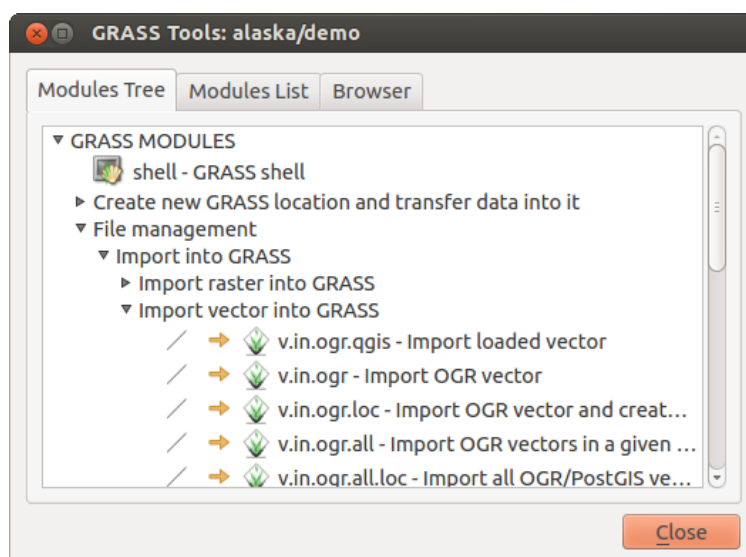 GRASS Tools: alaska/demo
Modules Tree Modules List Browser
GRASS MODULES
shell - GRASS shell
Create new GRASS location and transfer data into it
File management
Import into GRASS
Import raster into GRASS
Import vector into GRASS
v.in.ogr.qgis - Import loaded vector
v.in.ogr - Import OGR vector
v.in.ogr.loc - Import OGR vector and creat...
v.in.ogr.all - Import OGR vectors in a given ...
v.in.ogr.all.loc - Import all OGR/PostGIS ve...
Close